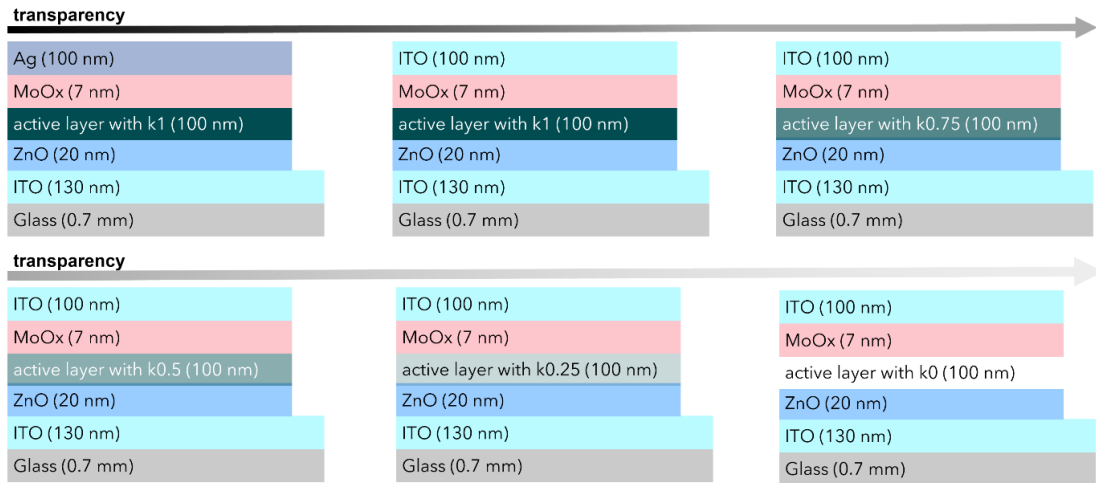 transparency
Ag (100 nm)
MoOx (7 nm)
active layer with k1 (100 nm)
ZnO (20 nm)
ITO (130 nm)
Glass (0.7 mm)
ITO (100 nm)
MoOx (7 nm)
active layer with k1 (100 nm)
ZnO (20 nm)
ITO (130 nm)
Glass (0.7 mm)
ITO (100 nm)
MoOx (7 nm)
active layer with k0.75 (100 nm)
ZnO (20 nm)
ITO (130 nm)
Glass (0.7 mm)
transparency
ITO (100 nm)
MoOx (7 nm)
active layer with k0.5 (100 nm)
ZnO (20 nm)
ITO (130 nm)
Glass (0.7 mm)
ITO (100 nm)
MoOx (7 nm)
active layer with k0.25 (100 nm)
ZnO (20 nm)
ITO (130 nm)
Glass (0.7 mm)
ITO (100 nm)
MoOx (7 nm)
active layer with k0 (100 nm)
ZnO (20 nm)
ITO (130 nm)
Glass (0.7 mm)